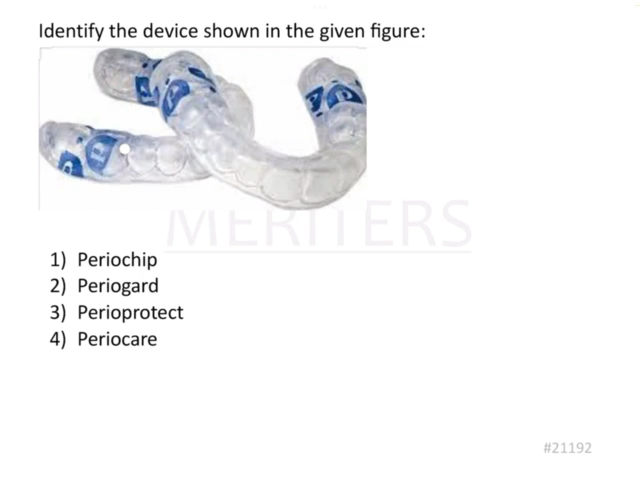 Identify the device shown in the given figure:
MERITERS
1) Periochip
2) Periogard
3) Perioprotect
4) Periocare
#21192